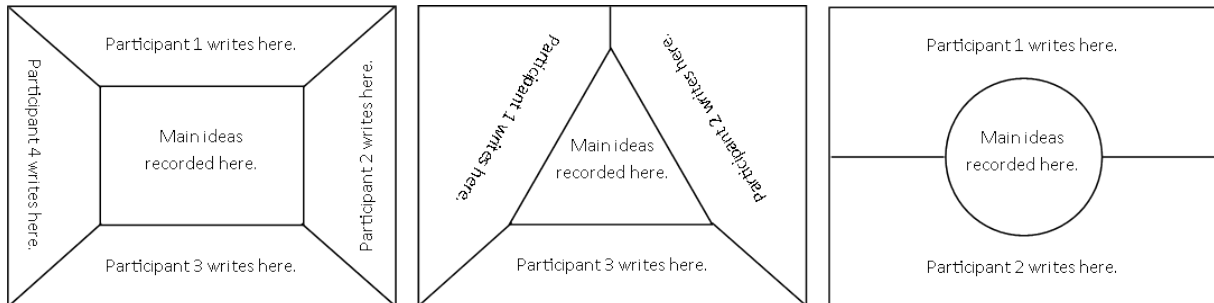 Participant 1 writes here.
Participant 4 writes here.
Main ideas
recorded here.
Participant 2 writes here.
Participant 3 writes here.
Participant 1 writes here.
Participant 2 writes here.
Main ideas
recorded here.
Participant 3 writes here.
Participant 1 writes here.
Main ideas
recorded here.
Participant 2 writes here.